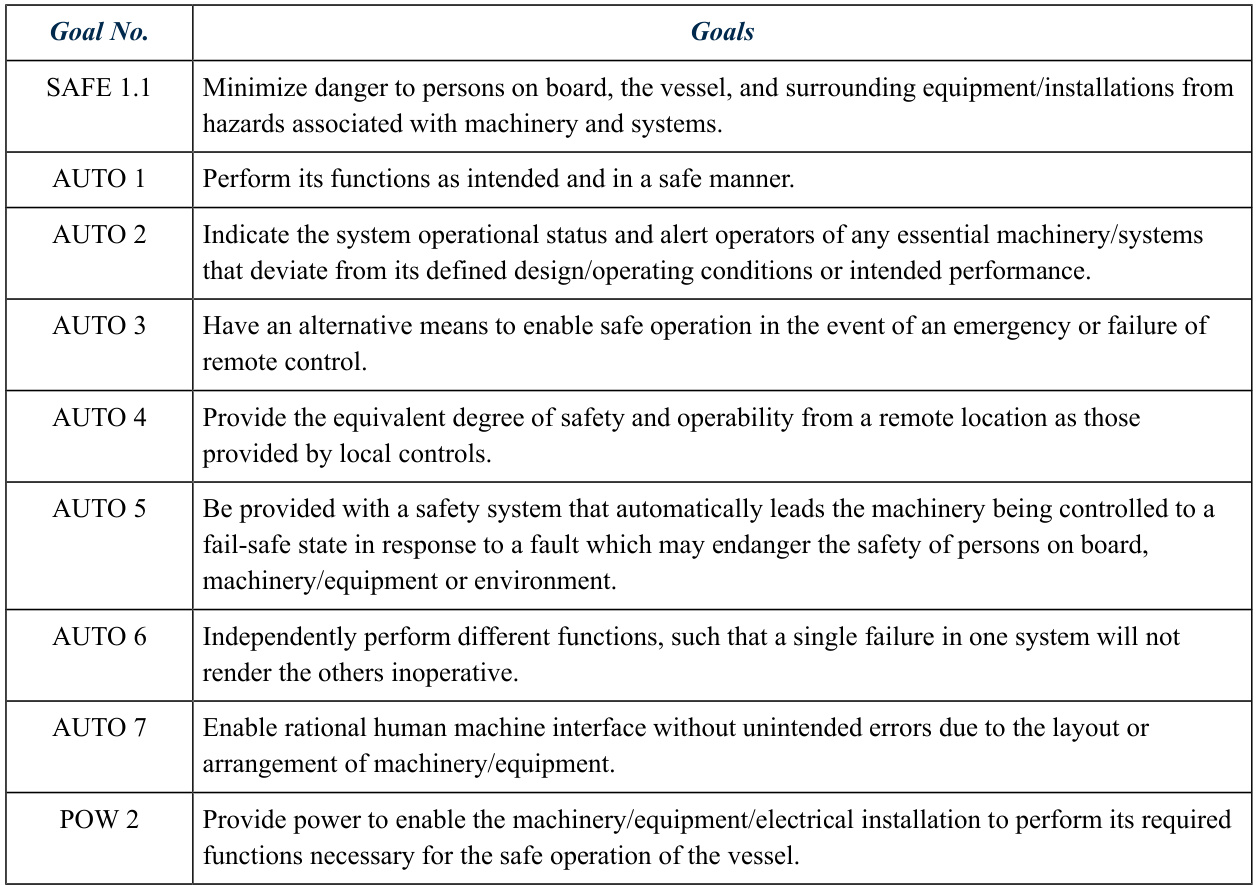 Goal No.
Goals
SAFE 1.1
Minimize danger to persons on board, the vessel, and surrounding equipment/installations from
hazards associated with machinery and systems.
AUTO 1
Perform its functions as intended and in a safe manner.
AUTO 2
Indicate the system operational status and alert operators of any essential machinery/systems
that deviate from its defined design/operating conditions or intended performance.
AUTO 3
Have an alternative means to enable safe operation in the event of an emergency or failure of
remote control.
AUTO 4
Provide the equivalent degree of safety and operability from a remote location as those
provided by local controls.
AUTO 5
Be provided with a safety system that automatically leads the machinery being controlled to a
fail-safe state in response to a fault which may endanger the safety of persons on board,
machinery/equipment or environment.
AUTO 6
Independently perform different functions, such that a single failure in one system will not
render the others inoperative.
AUTO 7
Enable rational human machine interface without unintended errors due to the layout or
arrangement of machinery/equipment.
POW 2
Provide power to enable the machinery/equipment/electrical installation to perform its required
functions necessary for the safe operation of the vessel.